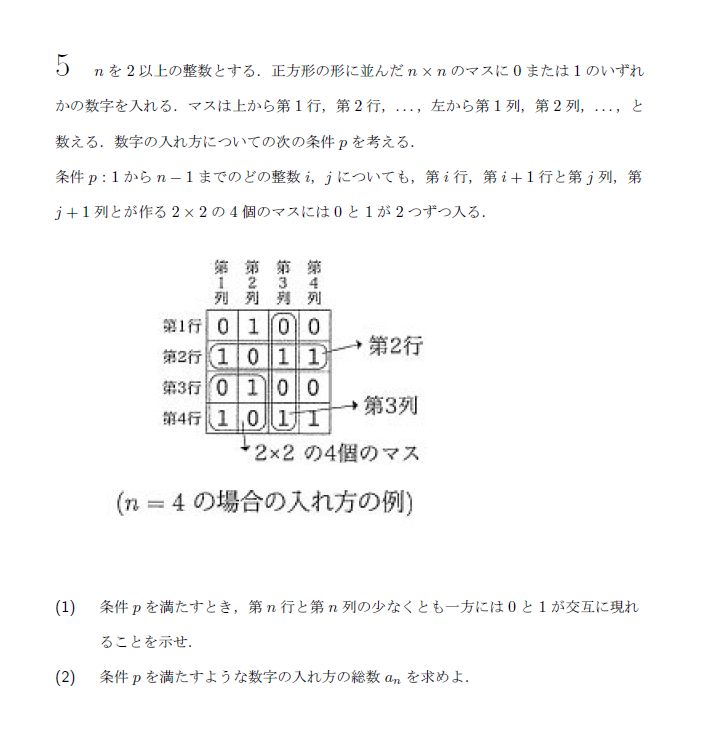 5 n を 2 以上の整数とする．正方形の形に並んだ n × n のマスに 0 または 1 のいずれ
かの数字を入れる．マスは上から第 1 行，第 2 行，...，左から第 1 列，第 2 列，...，と
数える．数字の入れ方についての次の条件 p を考える．
条件 p : 1 から n − 1 までのどの整数 i，j についても，第 i 行，第 i + 1 行と第 j 列，第
j + 1 列とが作る 2 × 2 の 4 個のマスには 0 と 1 が 2 つずつ入る．
第1列 第2列 第3列 第4列
第1行 0 1 0 0
第2行 1 0 1 1 第2行
第3行 0 1 0 0
第4行 1 0 1 1 第3列
2×2 の4個のマス
(n = 4 の場合の入れ方の例)
(1) 条件 p を満たすとき，第 n 行と第 n 列の少なくとも一方には 0 と 1 が交互に現れ
ることを示せ．
(2) 条件 p を満たすような数字の入れ方の総数 an を求めよ．